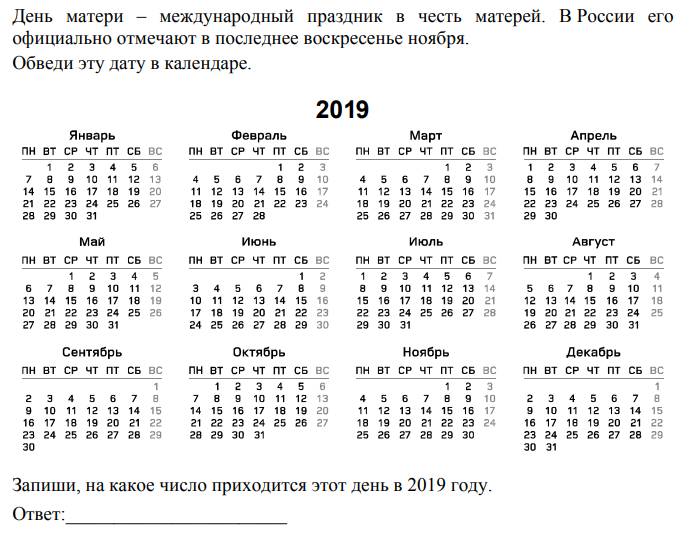 День матери – международный праздник в честь матерей. В России его
официально отмечают в последнее воскресенье ноября.
Обведи эту дату в календаре.
2019
Январь Февраль Март Апрель
ПН ВТ СР ЧТ ПТ СБ ВС ПН ВТ СР ЧТ ПТ СБ ВС ПН ВТ СР ЧТ ПТ СБ ВС ПН ВТ СР ЧТ ПТ СБ ВС
1 2 3 4 5 6 1 2 3 1 2 3 1 2 3 4 5 6 7
7 8 9 10 11 12 13 4 5 6 7 8 9 10 4 5 6 7 8 9 10 8 9 10 11 12 13 14
14 15 16 17 18 19 20 11 12 13 14 15 16 17 11 12 13 14 15 16 17 15 16 17 18 19 20 21
21 22 23 24 25 26 27 18 19 20 21 22 23 24 18 19 20 21 22 23 24 22 23 24 25 26 27 28
28 29 30 31 25 26 27 28 25 26 27 28 29 30 31 29 30
Май Июнь Июль Август
ПН ВТ СР ЧТ ПТ СБ ВС ПН ВТ СР ЧТ ПТ СБ ВС ПН ВТ СР ЧТ ПТ СБ ВС ПН ВТ СР ЧТ ПТ СБ ВС
1 2 3 4 5 1 2 1 2 3 4 5 6 7 1 2 3 4
6 7 8 9 10 11 12 3 4 5 6 7 8 9 8 9 10 11 12 13 14 5 6 7 8 9 10 11
13 14 15 16 17 18 19 10 11 12 13 14 15 16 15 16 17 18 19 20 21 12 13 14 15 16 17 18
20 21 22 23 24 25 26 17 18 19 20 21 22 23 22 23 24 25 26 27 28 19 20 21 22 23 24 25
27 28 29 30 31 24 25 26 27 28 29 30 29 30 31 26 27 28 29 30 31
Сентябрь Октябрь Ноябрь Декабрь
ПН ВТ СР ЧТ ПТ СБ ВС ПН ВТ СР ЧТ ПТ СБ ВС ПН ВТ СР ЧТ ПТ СБ ВС ПН ВТ СР ЧТ ПТ СБ ВС
1 1 2 3 4 5 6 1 2 3 1
2 3 4 5 6 7 8 7 8 9 10 11 12 13 4 5 6 7 8 9 10 2 3 4 5 6 7 8
9 10 11 12 13 14 15 14 15 16 17 18 19 20 11 12 13 14 15 16 17 9 10 11 12 13 14 15
16 17 18 19 20 21 22 21 22 23 24 25 26 27 18 19 20 21 22 23 24 16 17 18 19 20 21 22
23 24 25 26 27 28 29 28 29 30 31 25 26 27 28 29 30 23 24 25 26 27 28 29
30 30 31
Запиши, на какое число приходится этот день в 2019 году.
Ответ: